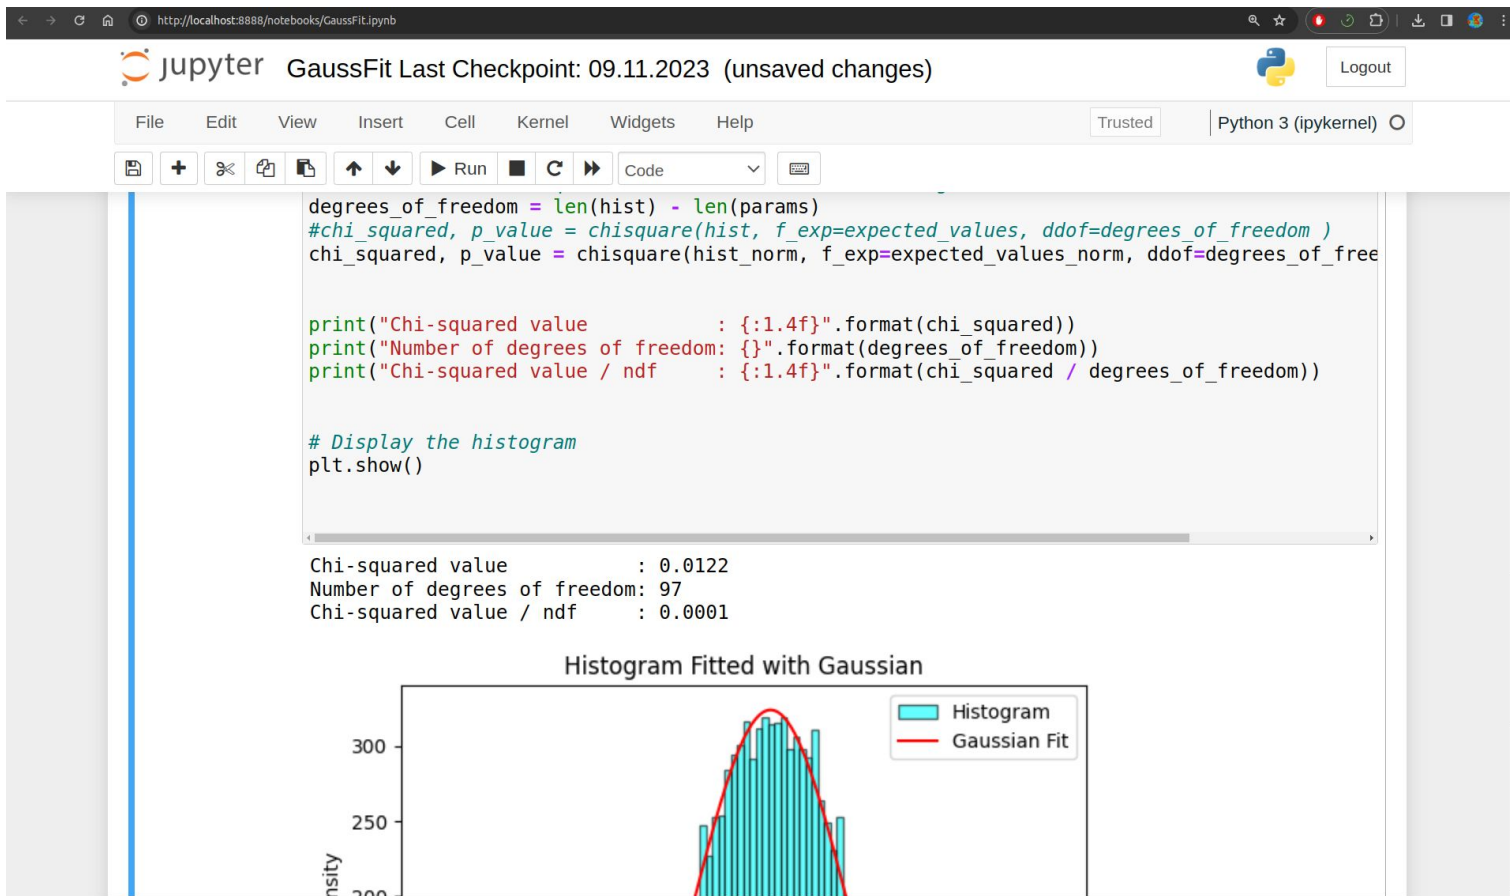 http://localhost:8888/notebooks/GaussFit.ipynb
jupyter GaussFit Last Checkpoint: 09.11.2023 (unsaved changes) Logout
File Edit View Insert Cell Kernel Widgets Help Trusted Python 3 (ipykernel)
Run Code
degrees_of_freedom = len(hist) - len(params)
#chi_squared, p_value = chisquare(hist, f_exp=expected_values, ddof=degrees_of_freedom )
chi_squared, p_value = chisquare(hist_norm, f_exp=expected_values_norm, ddof=degrees_of_free
print("Chi-squared value           : {:1.4f}".format(chi_squared))
print("Number of degrees of freedom: {}".format(degrees_of_freedom))
print("Chi-squared value / ndf     : {:1.4f}".format(chi_squared / degrees_of_freedom))
# Display the histogram
plt.show()
Chi-squared value           : 0.0122
Number of degrees of freedom: 97
Chi-squared value / ndf     : 0.0001
Histogram Fitted with Gaussian
Histogram
Gaussian Fit
300
250